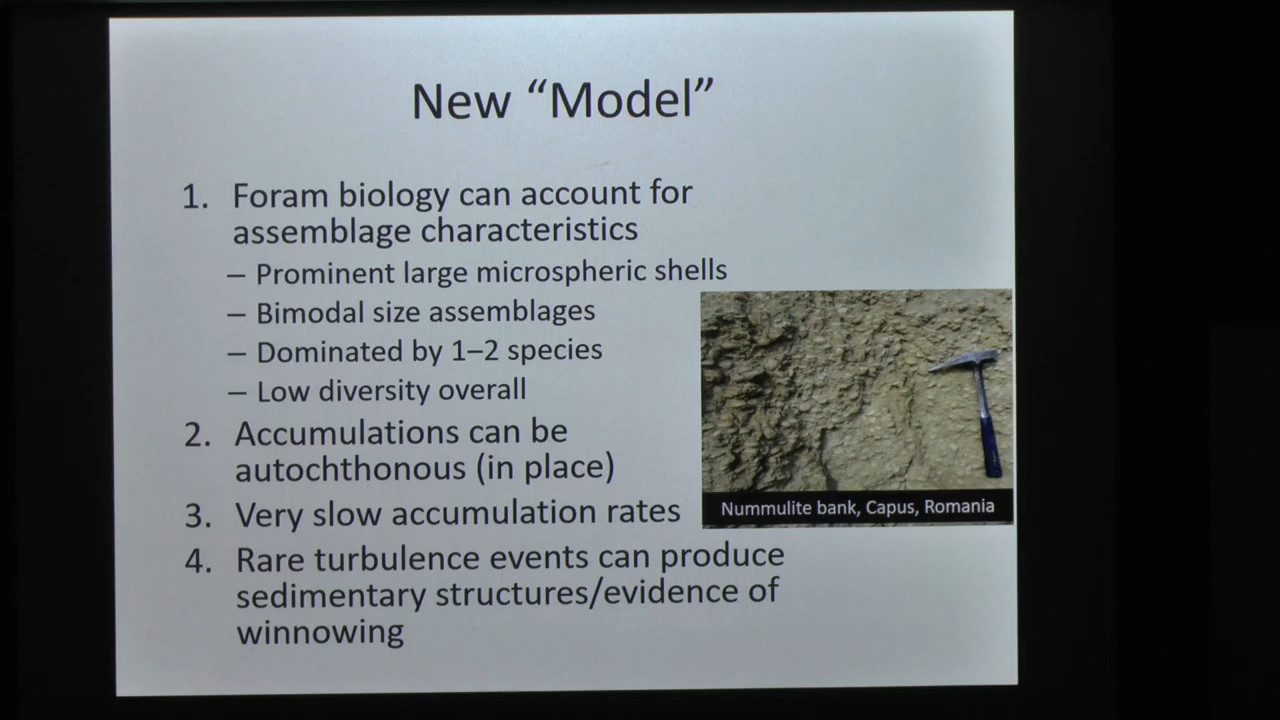 New “Model”
1. Foram biology can account for
assemblage characteristics
– Prominent large microspheric shells
– Bimodal size assemblages
– Dominated by 1–2 species
– Low diversity overall
2. Accumulations can be
autochthonous (in place)
3. Very slow accumulation rates
4. Rare turbulence events can produce
sedimentary structures/evidence of
winnowing
Nummulite bank, Capus, Romania